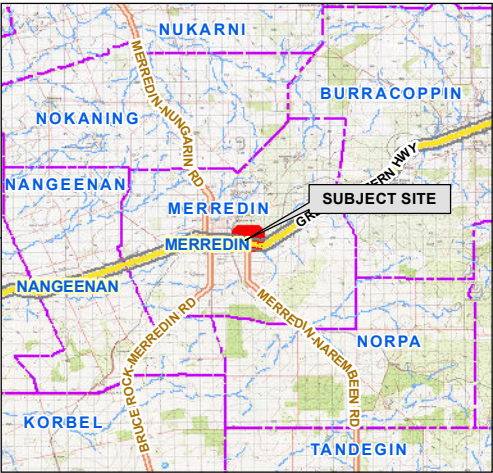 NUKARNI
MERREDIN-NUNGARIN RD
BURRACOPPIN
NOKANING
NANGEENAN
MERREDIN
SUBJECT SITE
HWY
MERREDIN
NANGEENAN
MERREDIN-NAREMBEEN RD
BRUCE ROCK-MERREDIN RD
NORPA
KORBEL
TANDEGIN